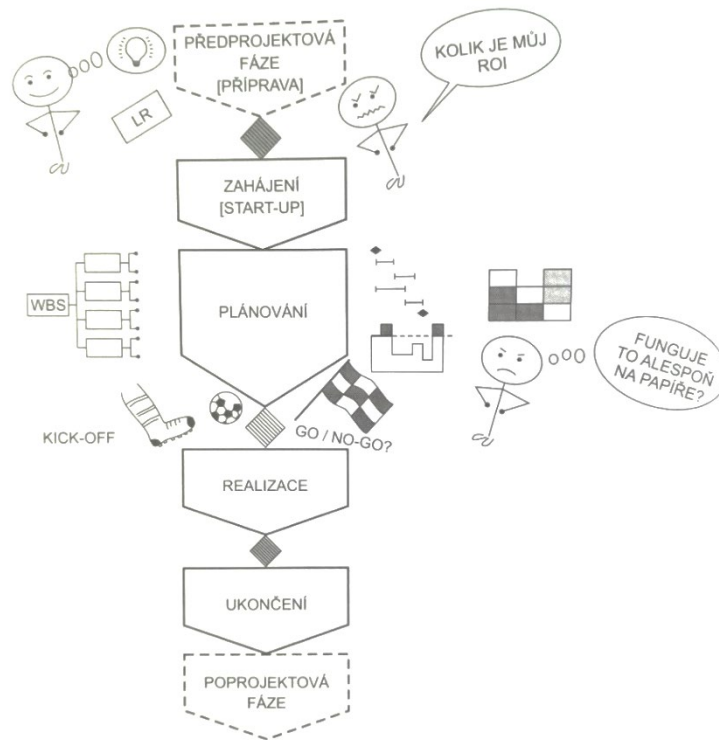 PŘEDPROJEKTOVÁ
FÁZE
[PŘÍPRAVA]
KOLIK JE MŮJ
ROI
LR
ZAHÁJENÍ
[START-UP]
WBS
PLÁNOVÁNÍ
FUNGUJE
TO ALESPOŇ
NA PAPÍŘE?
KICK-OFF
GO / NO-GO?
REALIZACE
UKONČENÍ
POPROJEKTOVÁ
FÁZE